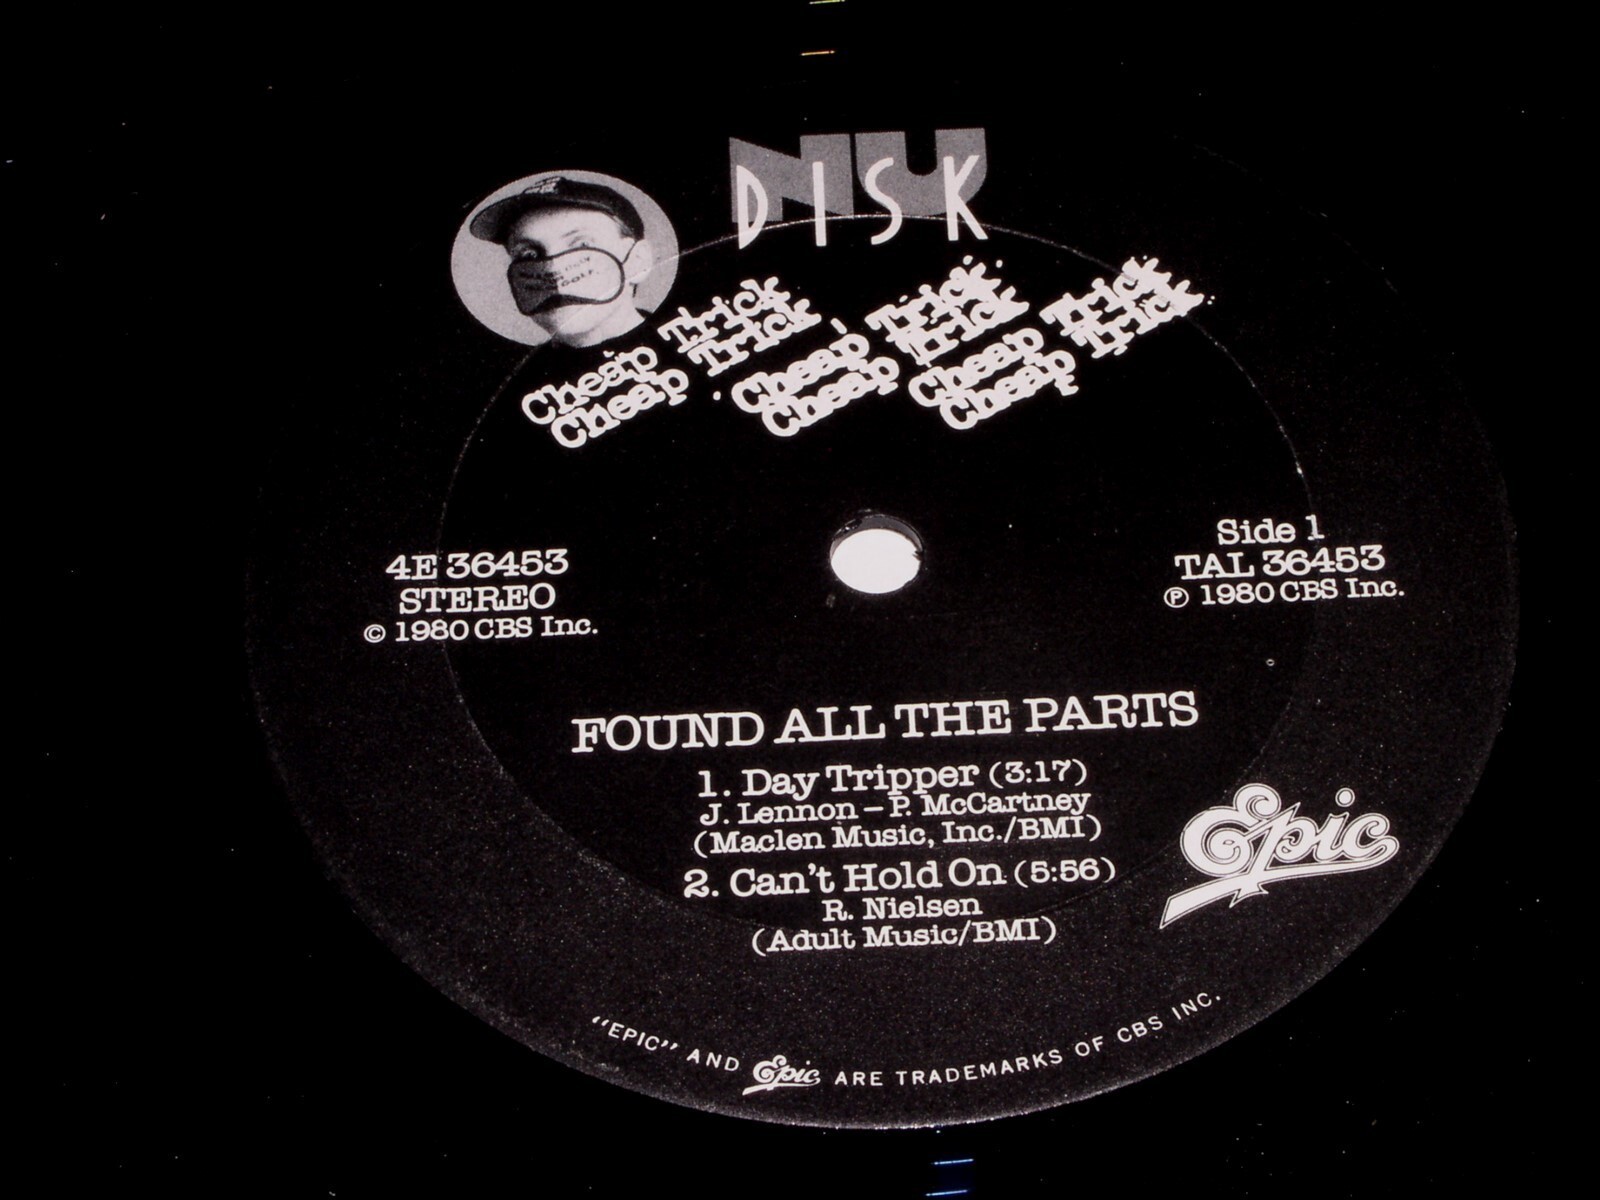 NU
DISK
Cheap Trick Cheap Trick Cheap Trick
Cheap Trick Cheap Trick Cheap Trick
4E 36453
STEREO
© 1980 CBS Inc.
Side 1
TAL 36453
℗ 1980 CBS Inc.
FOUND ALL THE PARTS
1. Day Tripper (3:17)
J. Lennon – P. McCartney
(Maclen Music, Inc./BMI)
2. Can't Hold On (5:56)
R. Nielsen
(Adult Music/BMI)
Epic
"EPIC" AND Epic ARE TRADEMARKS OF CBS INC.